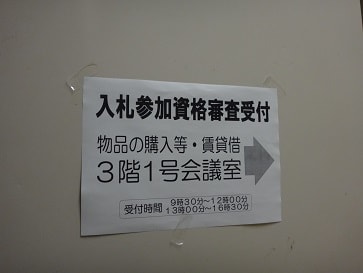 入札参加資格審査受付
物品の購入等・賃貸借
3階1号会議室
受付時間
9時30分~12時00分
13時00分~16時30分